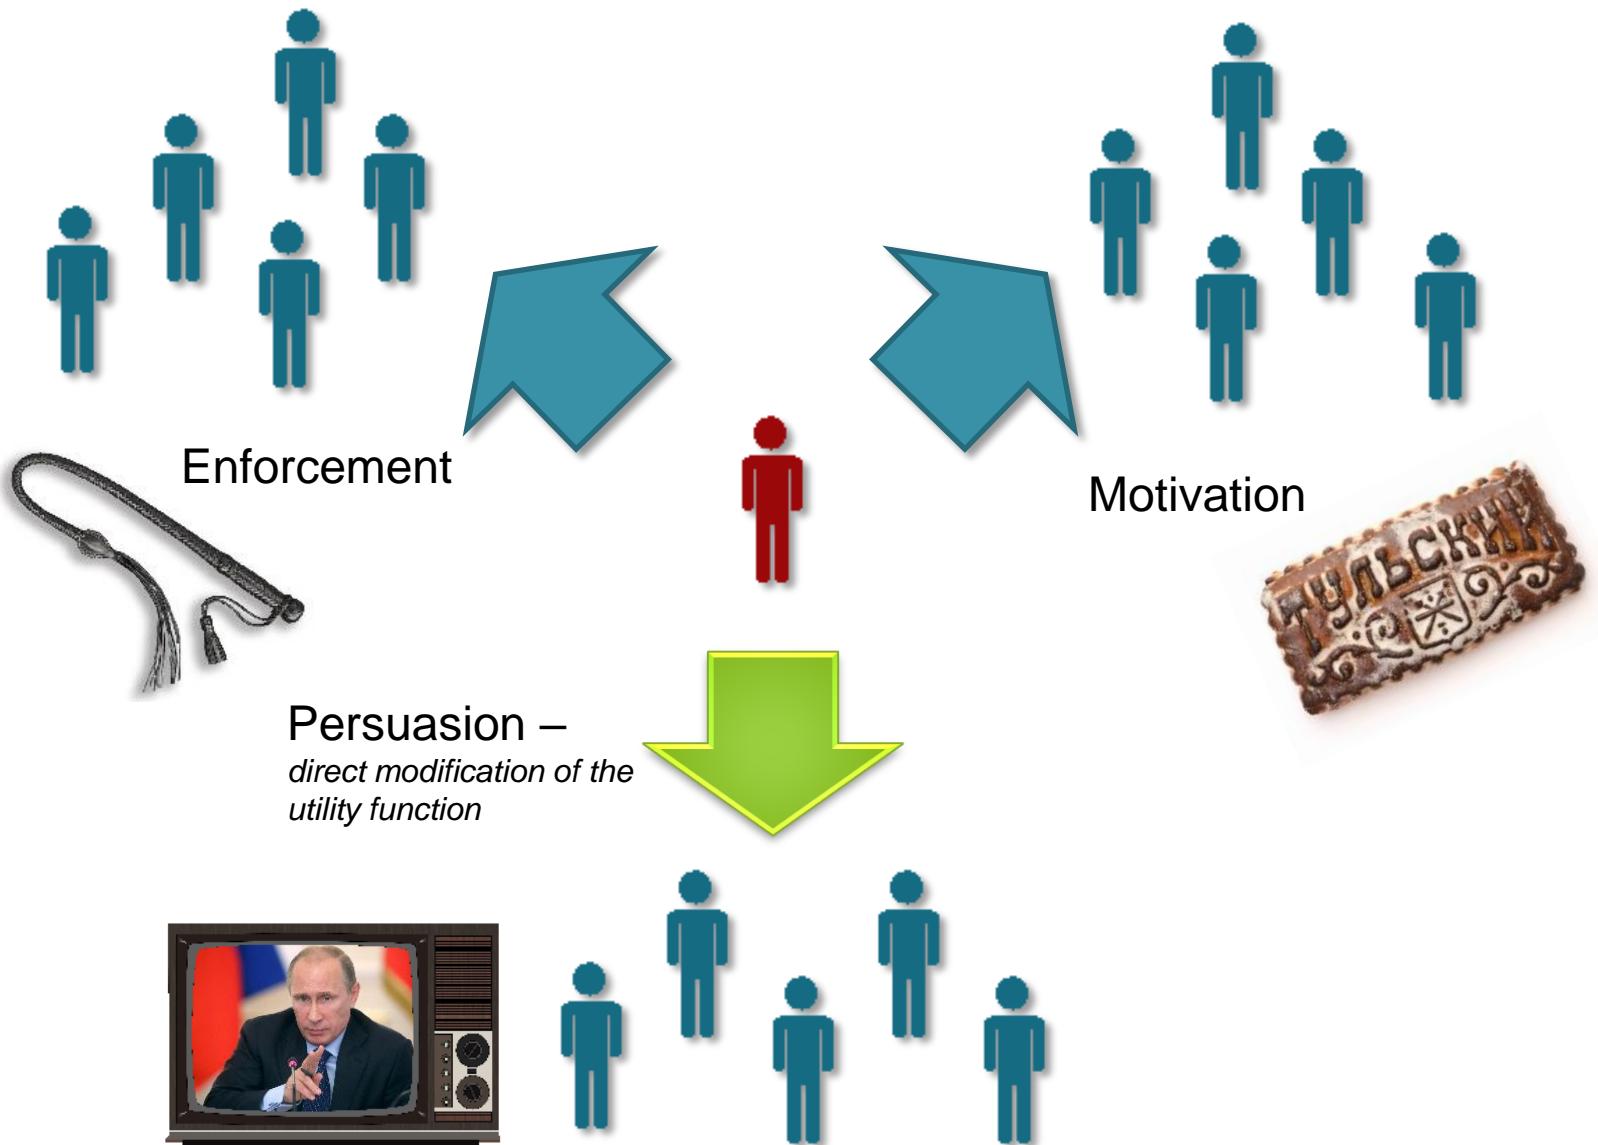 Enforcement
Motivation
ТУЛЬСКИЙ
Persuasion –
direct modification of the
utility function